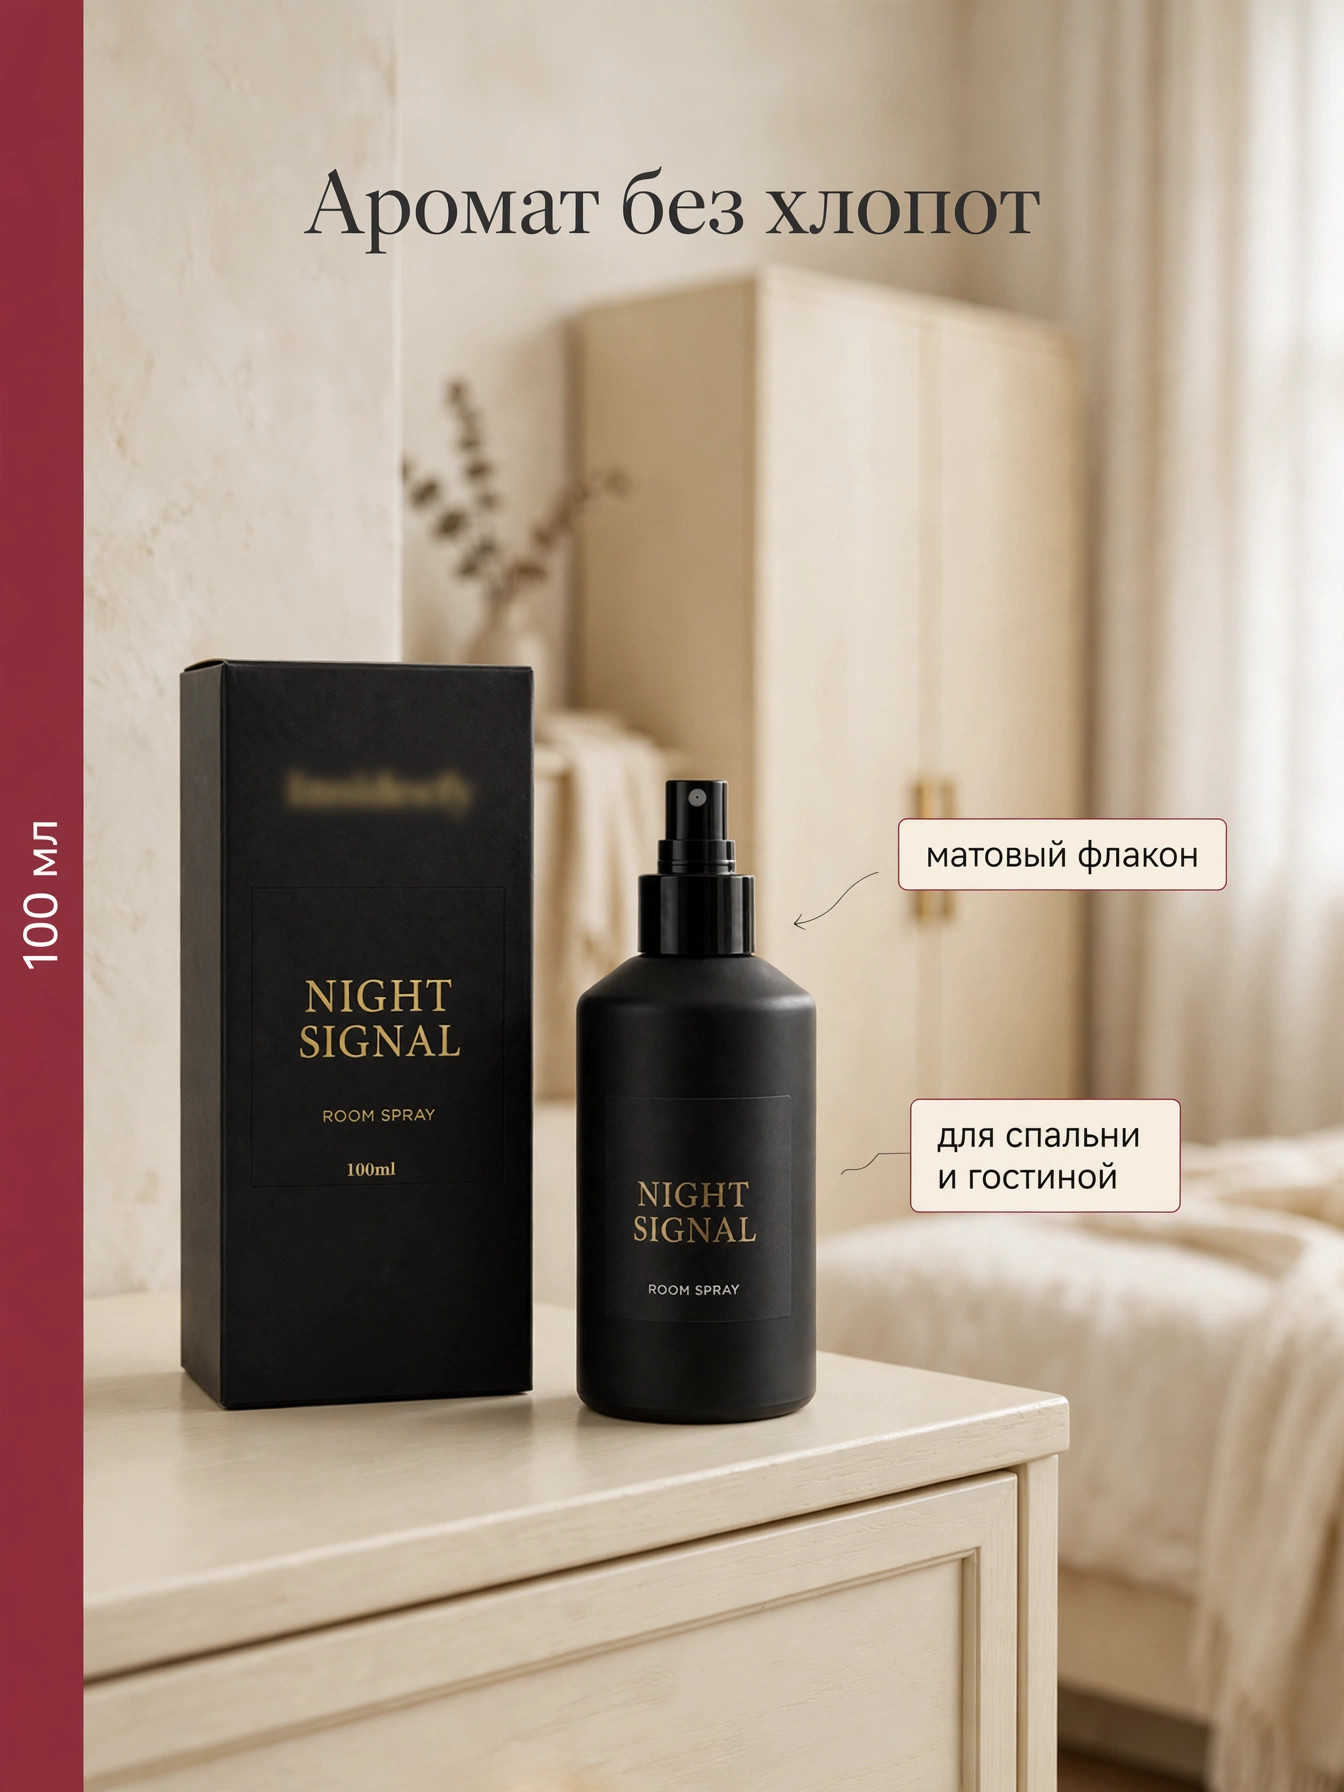 Аромат без хлопот
100 мл
NIGHT
SIGNAL
ROOM SPRAY
100ml
матовый флакон
для спальни
и гостиной
NIGHT
SIGNAL
ROOM SPRAY